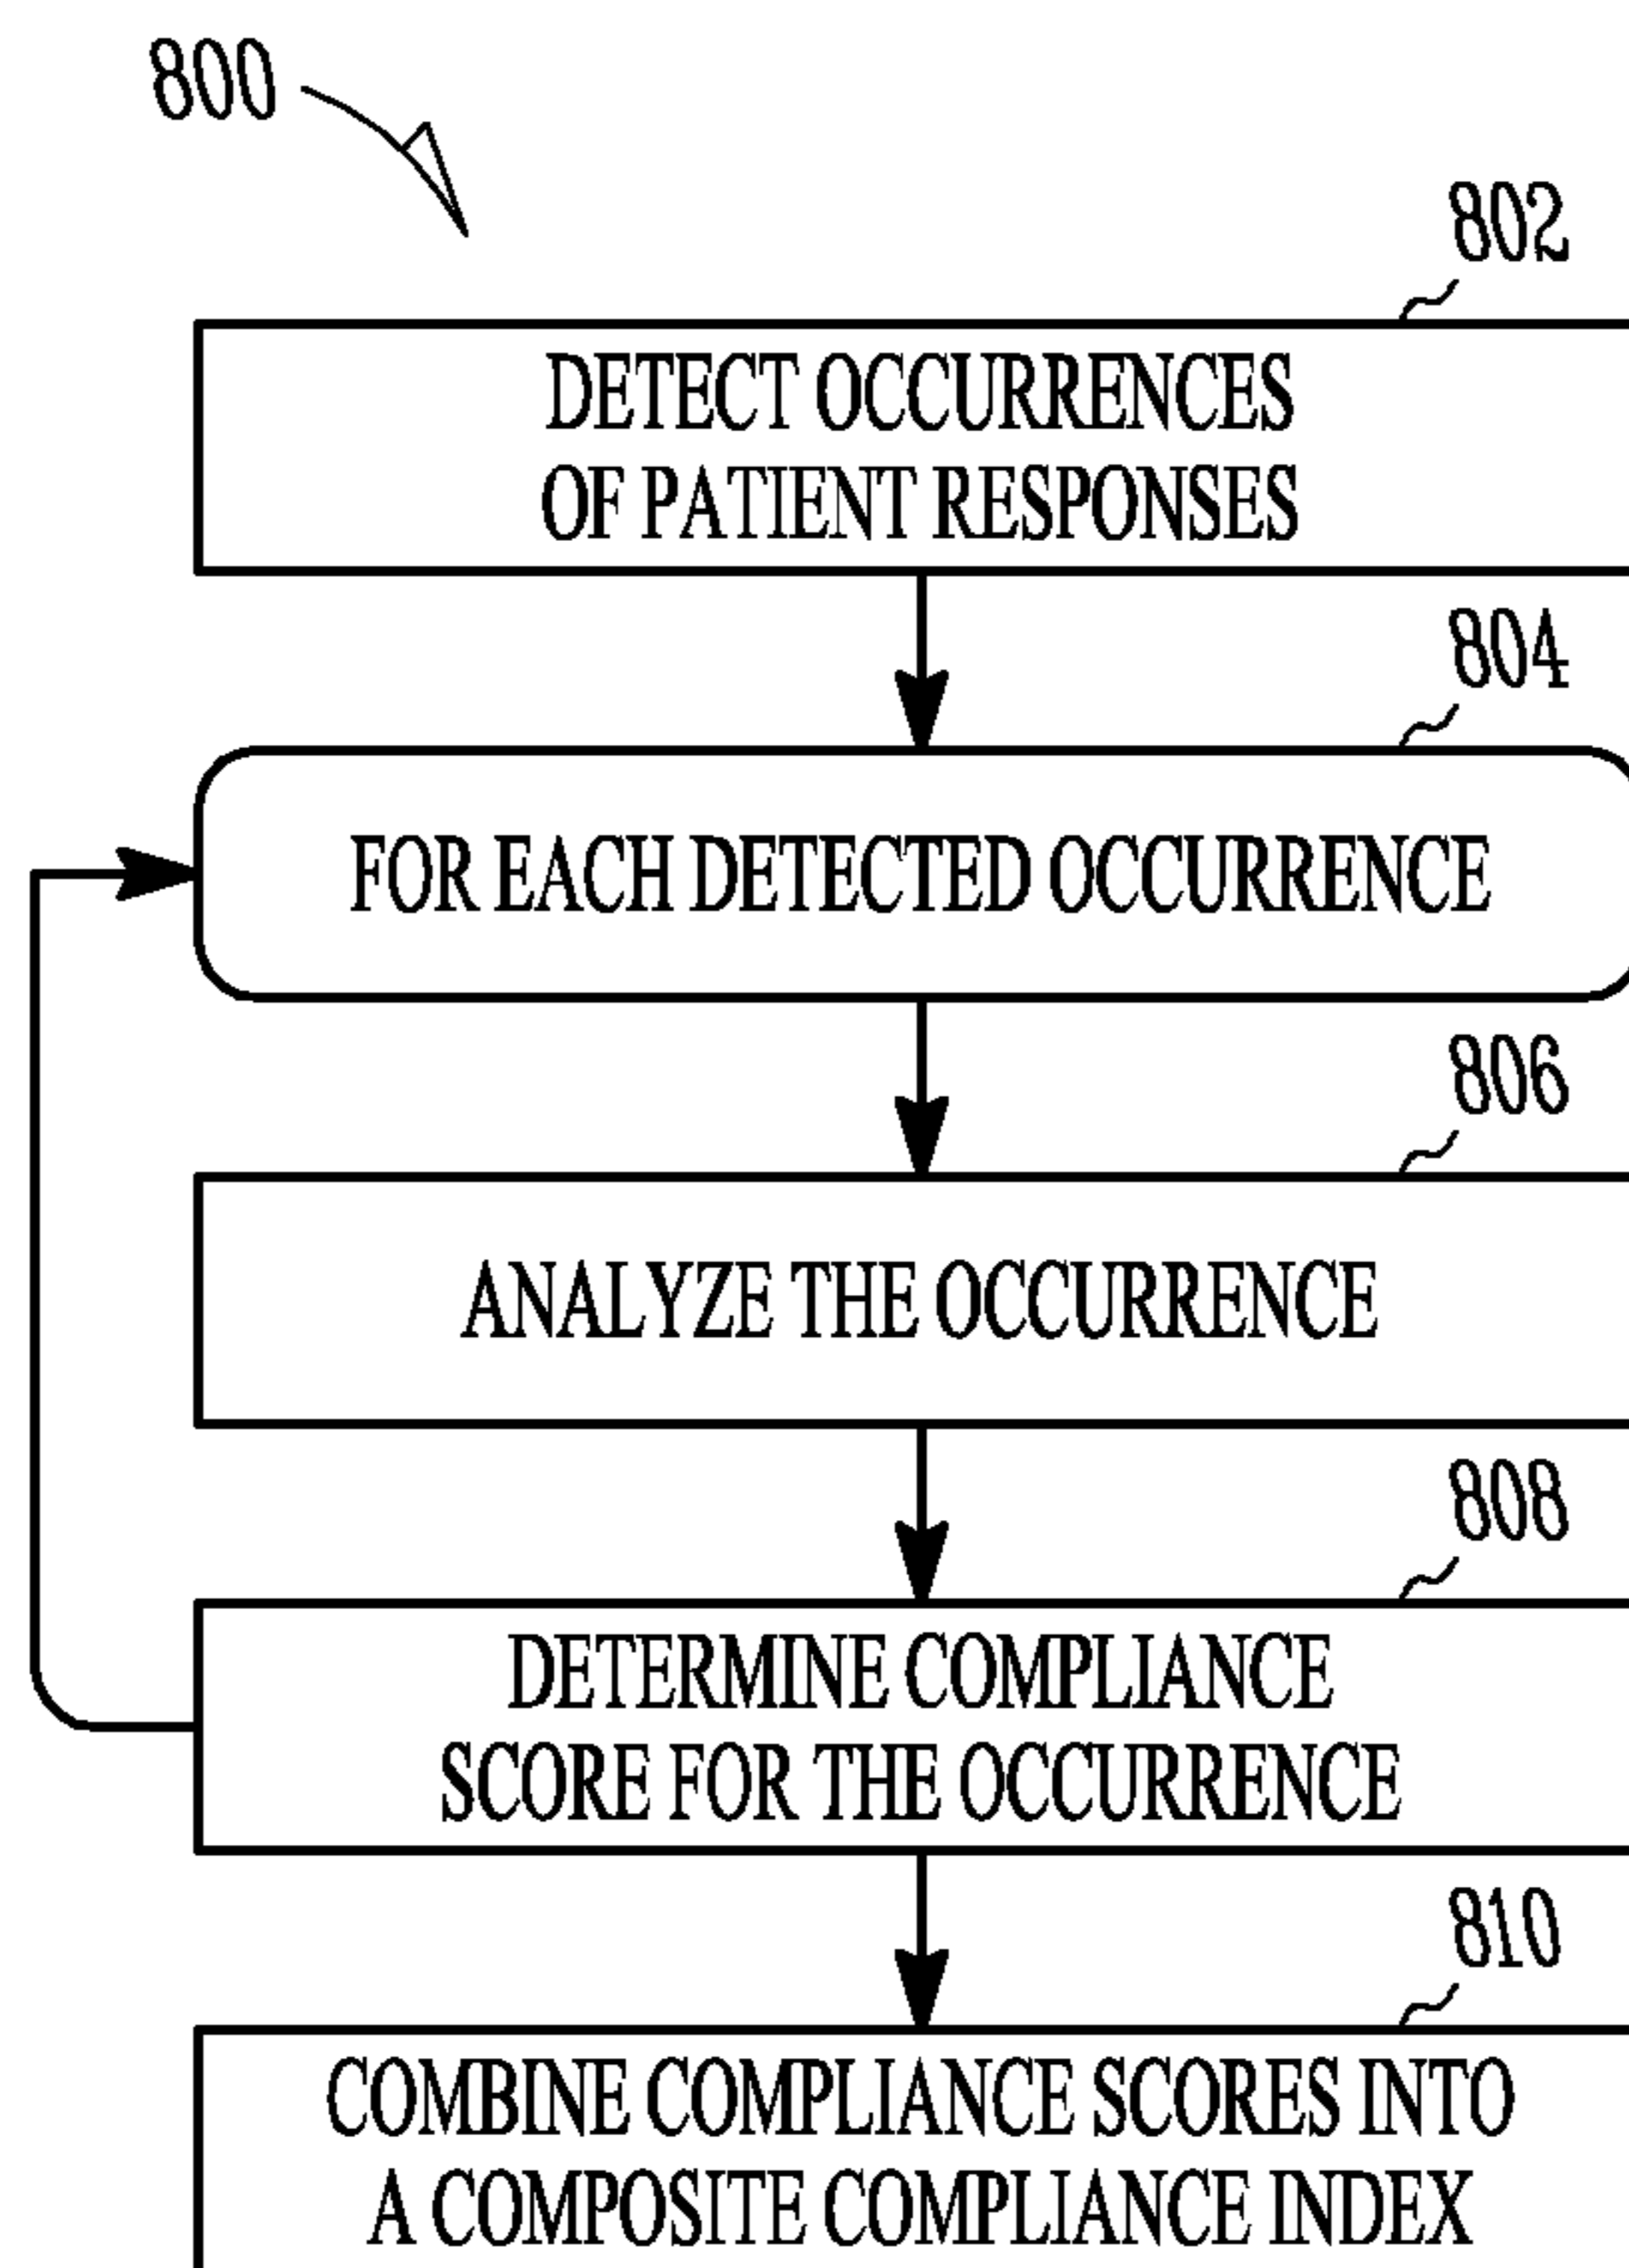 800
802
DETECT OCCURRENCES
OF PATIENT RESPONSES
804
FOR EACH DETECTED OCCURRENCE
806
ANALYZE THE OCCURRENCE
808
DETERMINE COMPLIANCE
SCORE FOR THE OCCURRENCE
810
COMBINE COMPLIANCE SCORES INTO
A COMPOSITE COMPLIANCE INDEX